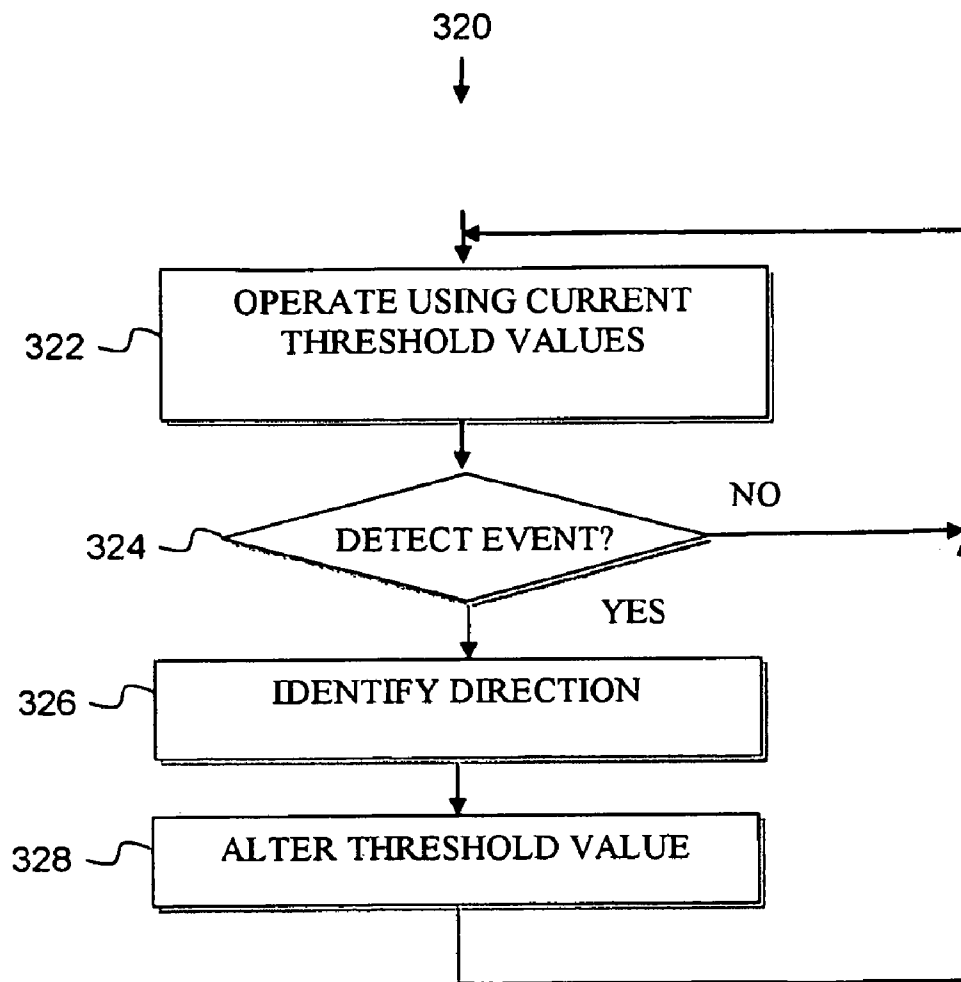 320
OPERATE USING CURRENT
THRESHOLD VALUES
322
DETECT EVENT?
NO
324
YES
IDENTIFY DIRECTION
326
ALTER THRESHOLD VALUE
328